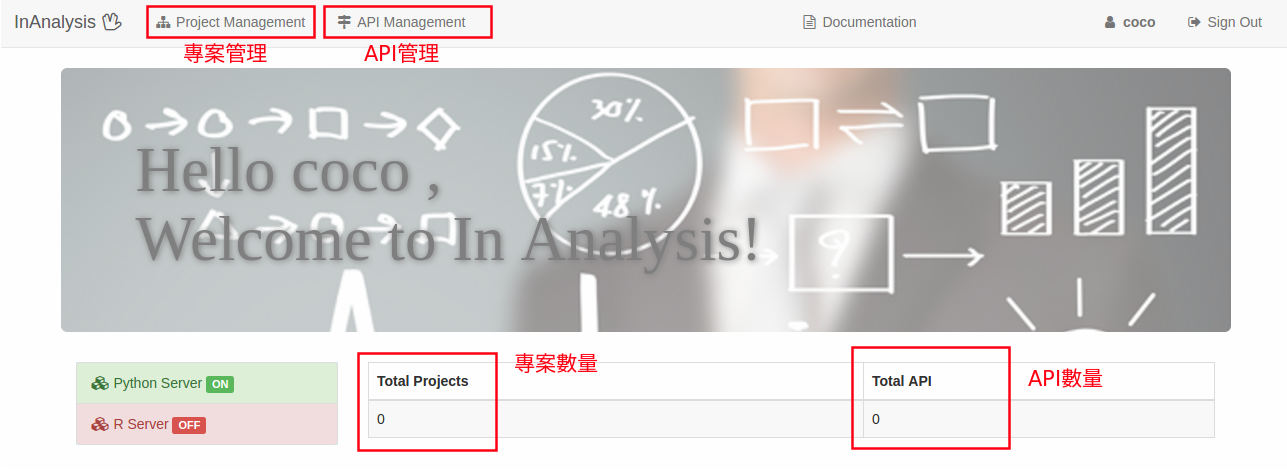 InAnalysis
Project Management
API Management
Documentation
coco
Sign Out
專案管理
API管理
30%
15%
7%
48%
?
Hello coco ,
Welcome to In Analysis!
Python Server ON
R Server OFF
Total Projects
0
專案數量
Total API
0
API數量